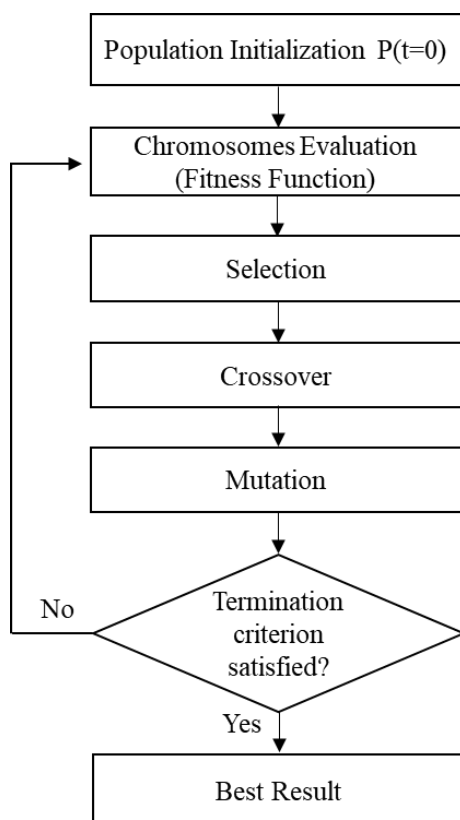 Population Initialization P(t=0)
Chromosomes Evaluation
(Fitness Function)
Selection
Crossover
Mutation
Termination
criterion
satisfied?
No
Yes
Best Result